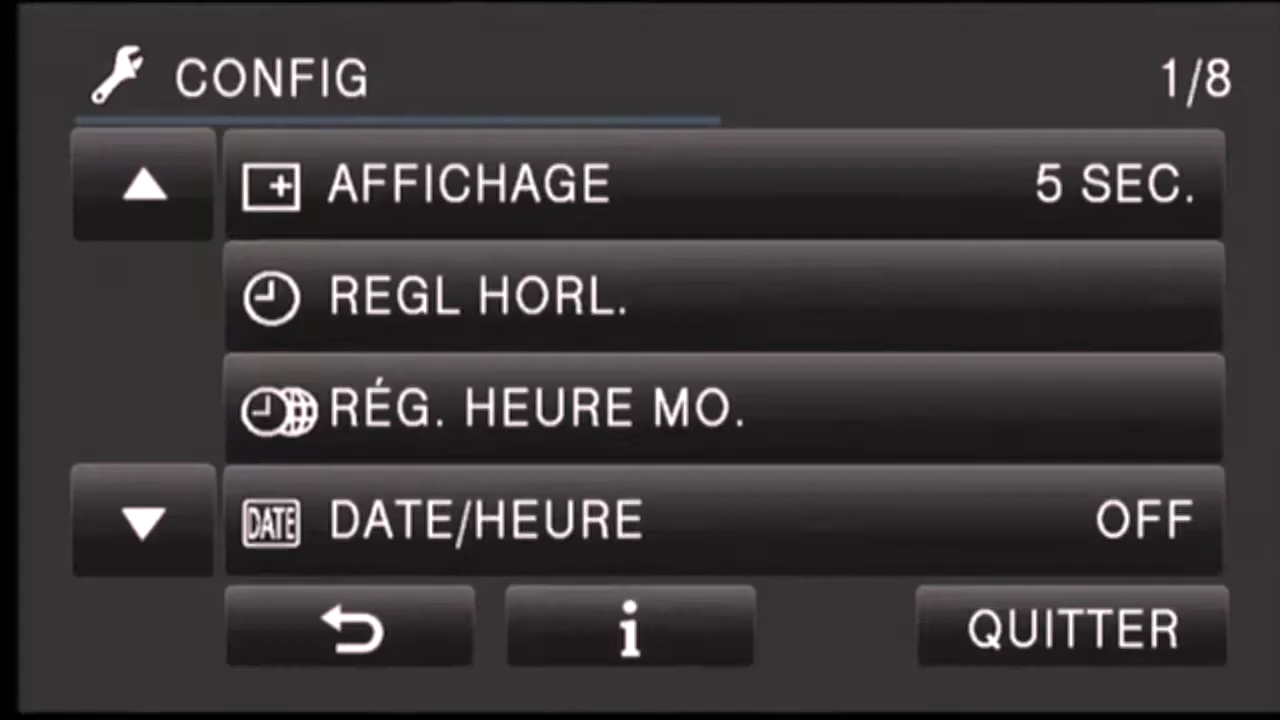 CONFIG 1/8
AFFICHAGE 5 SEC.
REGL HORL.
RÉG. HEURE MO.
DATE DATE/HEURE OFF
i QUITTER